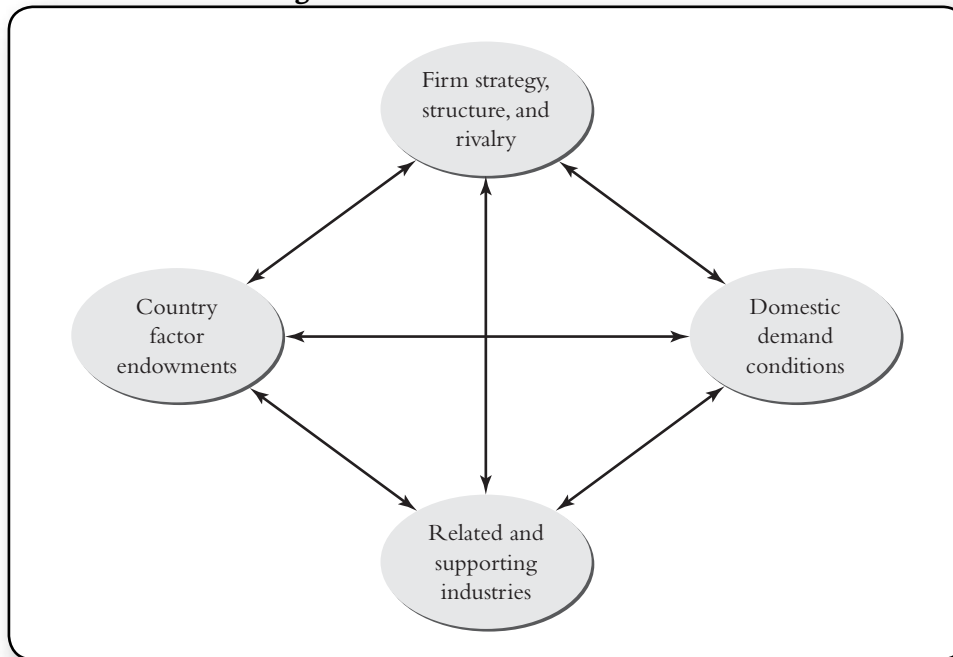 Firm strategy,
structure, and
rivalry
Country
factor
endowments
Domestic
demand
conditions
Related and
supporting
industries